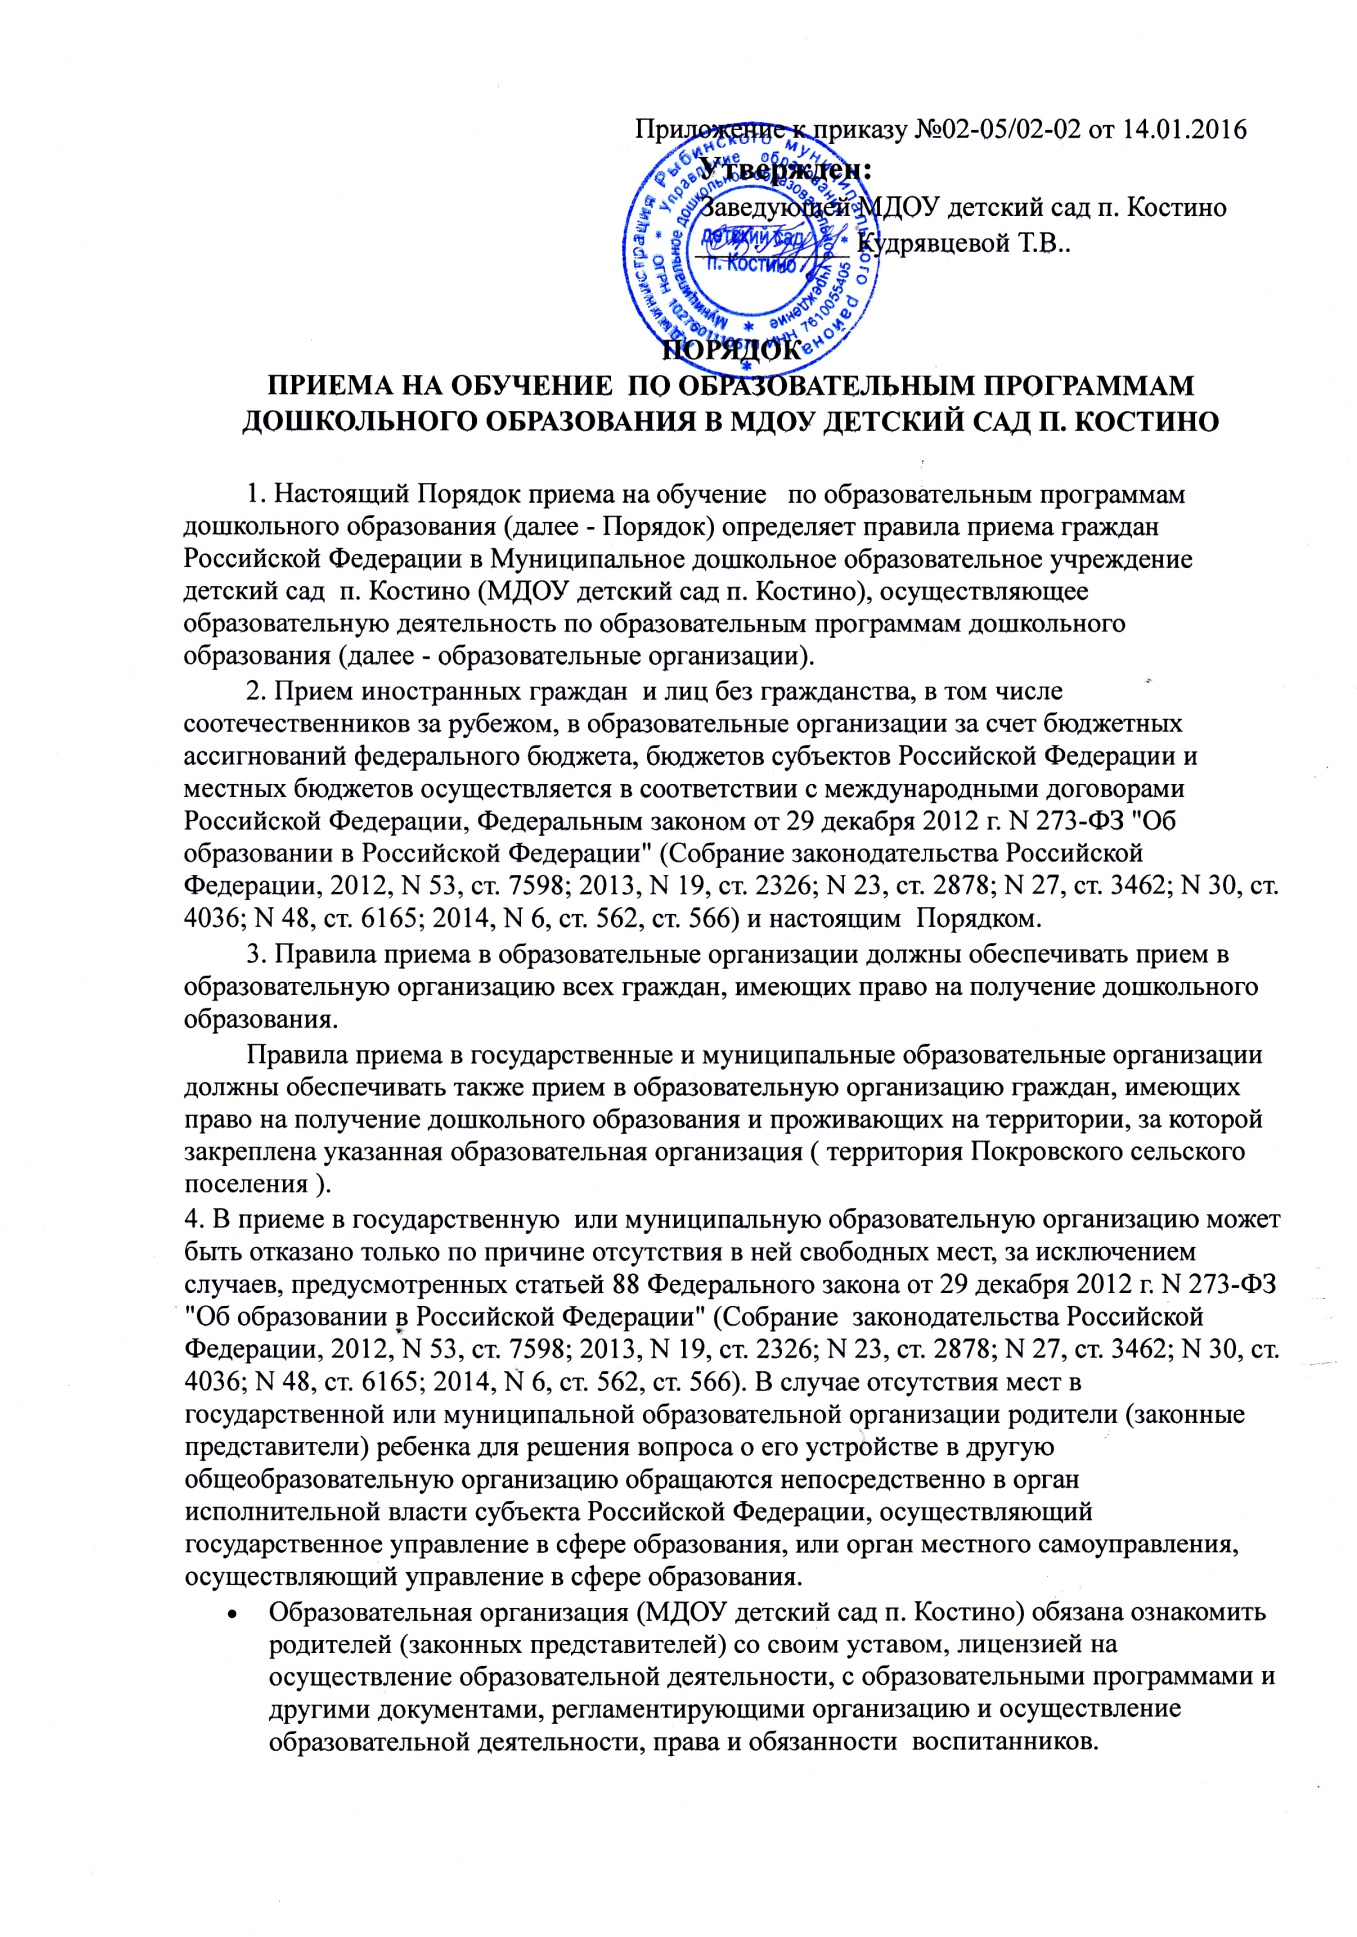 Приложение к приказу №02-05/02-02 от 14.01.2016
Утвержден:
Заведующей МДОУ детский сад п. Костино
Кудрявцевой Т.В..
Администрация Рыбинского муниципального района
Управление образования
ОГРН 1027601110570 ИНН 7610055405
Муниципальное дошкольное образовательное учреждение
детский сад
п. Костино
ПОРЯДОК
ПРИЕМА НА ОБУЧЕНИЕ  ПО ОБРАЗОВАТЕЛЬНЫМ ПРОГРАММАМ
ДОШКОЛЬНОГО ОБРАЗОВАНИЯ В МДОУ ДЕТСКИЙ САД П. КОСТИНО
1. Настоящий Порядок приема на обучение   по образовательным программам
дошкольного образования (далее - Порядок) определяет правила приема граждан
Российской Федерации в Муниципальное дошкольное образовательное учреждение
детский сад  п. Костино (МДОУ детский сад п. Костино), осуществляющее
образовательную деятельность по образовательным программам дошкольного
образования (далее - образовательные организации).
2. Прием иностранных граждан  и лиц без гражданства, в том числе
соотечественников за рубежом, в образовательные организации за счет бюджетных
ассигнований федерального бюджета, бюджетов субъектов Российской Федерации и
местных бюджетов осуществляется в соответствии с международными договорами
Российской Федерации, Федеральным законом от 29 декабря 2012 г. N 273-ФЗ "Об
образовании в Российской Федерации" (Собрание законодательства Российской
Федерации, 2012, N 53, ст. 7598; 2013, N 19, ст. 2326; N 23, ст. 2878; N 27, ст. 3462; N 30, ст.
4036; N 48, ст. 6165; 2014, N 6, ст. 562, ст. 566) и настоящим  Порядком.
3. Правила приема в образовательные организации должны обеспечивать прием в
образовательную организацию всех граждан, имеющих право на получение дошкольного
образования.
Правила приема в государственные и муниципальные образовательные организации
должны обеспечивать также прием в образовательную организацию граждан, имеющих
право на получение дошкольного образования и проживающих на территории, за которой
закреплена указанная образовательная организация ( территория Покровского сельского
поселения ).
4. В приеме в государственную  или муниципальную образовательную организацию может
быть отказано только по причине отсутствия в ней свободных мест, за исключением
случаев, предусмотренных статьей 88 Федерального закона от 29 декабря 2012 г. N 273-ФЗ
"Об образовании в Российской Федерации" (Собрание  законодательства Российской
Федерации, 2012, N 53, ст. 7598; 2013, N 19, ст. 2326; N 23, ст. 2878; N 27, ст. 3462; N 30, ст.
4036; N 48, ст. 6165; 2014, N 6, ст. 562, ст. 566). В случае отсутствия мест в
государственной или муниципальной образовательной организации родители (законные
представители) ребенка для решения вопроса о его устройстве в другую
общеобразовательную организацию обращаются непосредственно в орган
исполнительной власти субъекта Российской Федерации, осуществляющий
государственное управление в сфере образования, или орган местного самоуправления,
осуществляющий управление в сфере образования.
• Образовательная организация (МДОУ детский сад п. Костино) обязана ознакомить
родителей (законных представителей) со своим уставом, лицензией на
осуществление образовательной деятельности, с образовательными программами и
другими документами, регламентирующими организацию и осуществление
образовательной деятельности, права и обязанности  воспитанников.